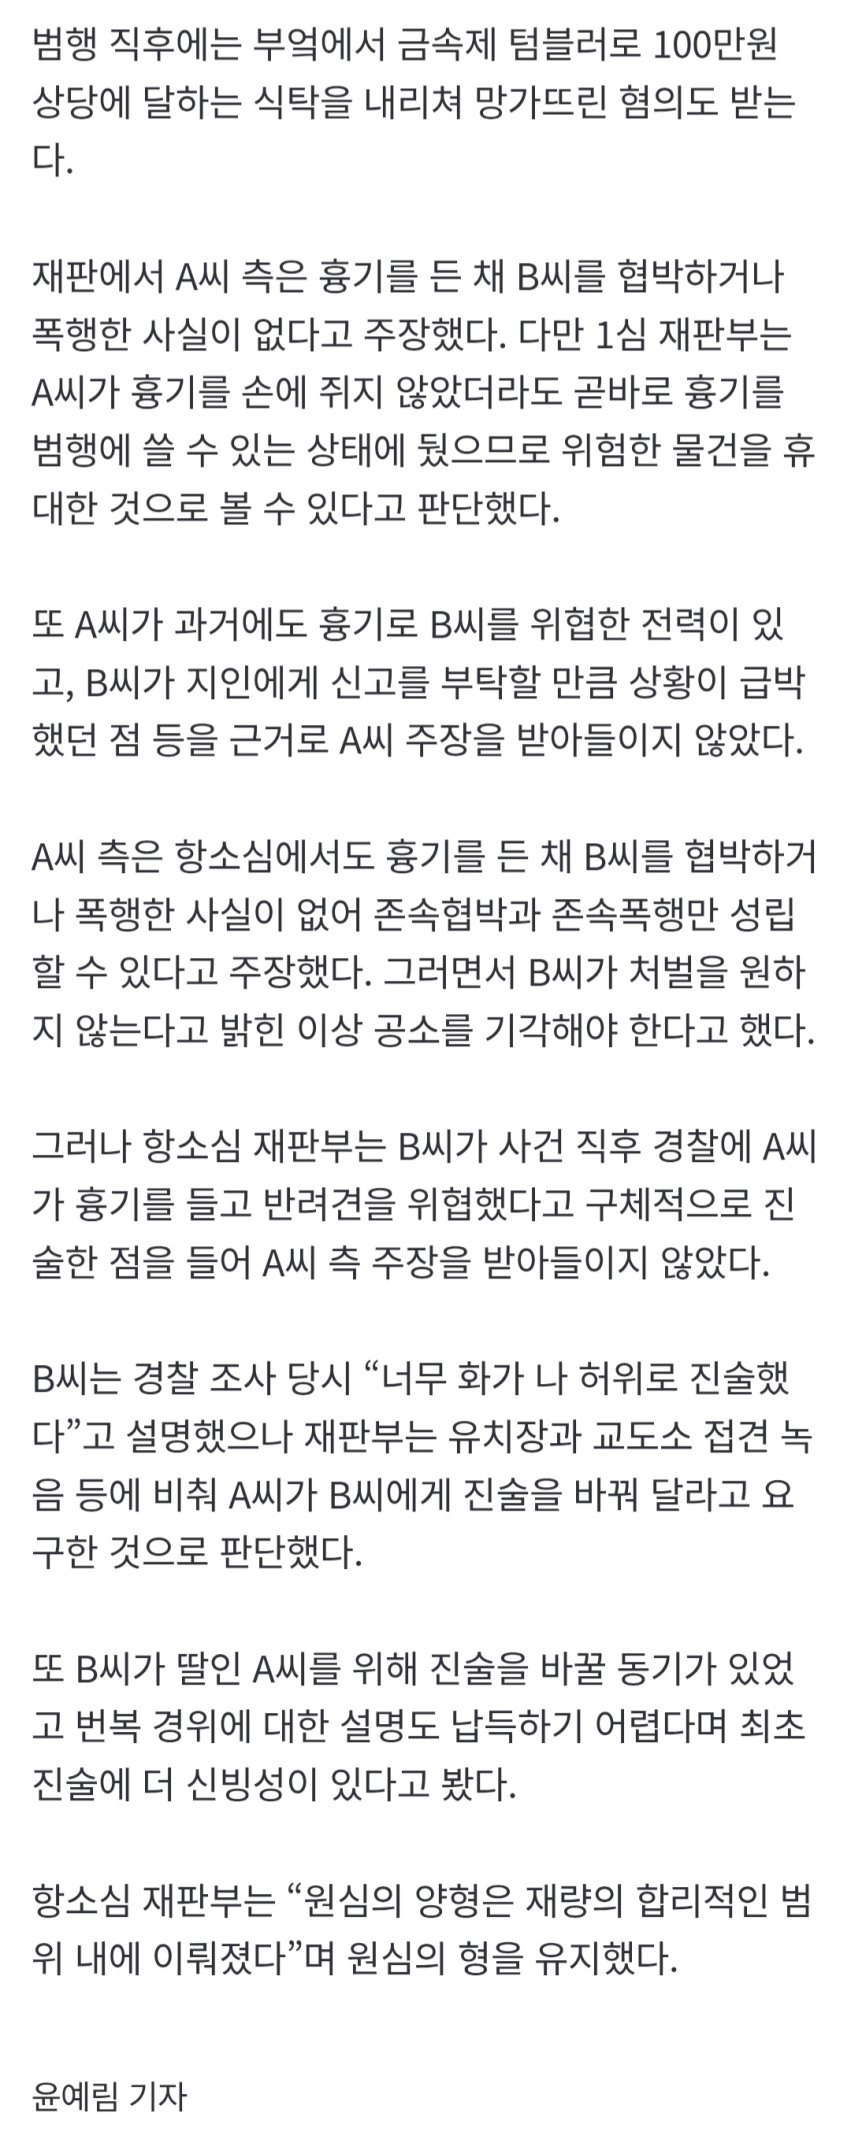 범행 직후에는 부엌에서 금속제 텀블러로 100만원
상당에 달하는 식탁을 내리쳐 망가뜨린 혐의도 받는
다.
재판에서 A씨 측은 흉기를 든 채 B씨를 협박하거나
폭행한 사실이 없다고 주장했다. 다만 1심 재판부는
A씨가 흉기를 손에 쥐지 않았더라도 곧바로 흉기를
범행에 쓸 수 있는 상태에 뒀으므로 위험한 물건을 휴
대한 것으로 볼 수 있다고 판단했다.
또 A씨가 과거에도 흉기로 B씨를 위협한 전력이 있
고, B씨가 지인에게 신고를 부탁할 만큼 상황이 급박
했던 점 등을 근거로 A씨 주장을 받아들이지 않았다.
A씨 측은 항소심에서도 흉기를 든 채 B씨를 협박하거
나 폭행한 사실이 없어 존속협박과 존속폭행만 성립
할 수 있다고 주장했다. 그러면서 B씨가 처벌을 원하
지 않는다고 밝힌 이상 공소를 기각해야 한다고 했다.
그러나 항소심 재판부는 B씨가 사건 직후 경찰에 A씨
가 흉기를 들고 반려견을 위협했다고 구체적으로 진
술한 점을 들어 A씨 측 주장을 받아들이지 않았다.
B씨는 경찰 조사 당시 “너무 화가 나 허위로 진술했
다”고 설명했으나 재판부는 유치장과 교도소 접견 녹
음 등에 비춰 A씨가 B씨에게 진술을 바꿔 달라고 요
구한 것으로 판단했다.
또 B씨가 딸인 A씨를 위해 진술을 바꿀 동기가 있었
고 번복 경위에 대한 설명도 납득하기 어렵다며 최초
진술에 더 신빙성이 있다고 봤다.
항소심 재판부는 “원심의 양형은 재량의 합리적인 범
위 내에 이뤄졌다”며 원심의 형을 유지했다.
윤예림 기자